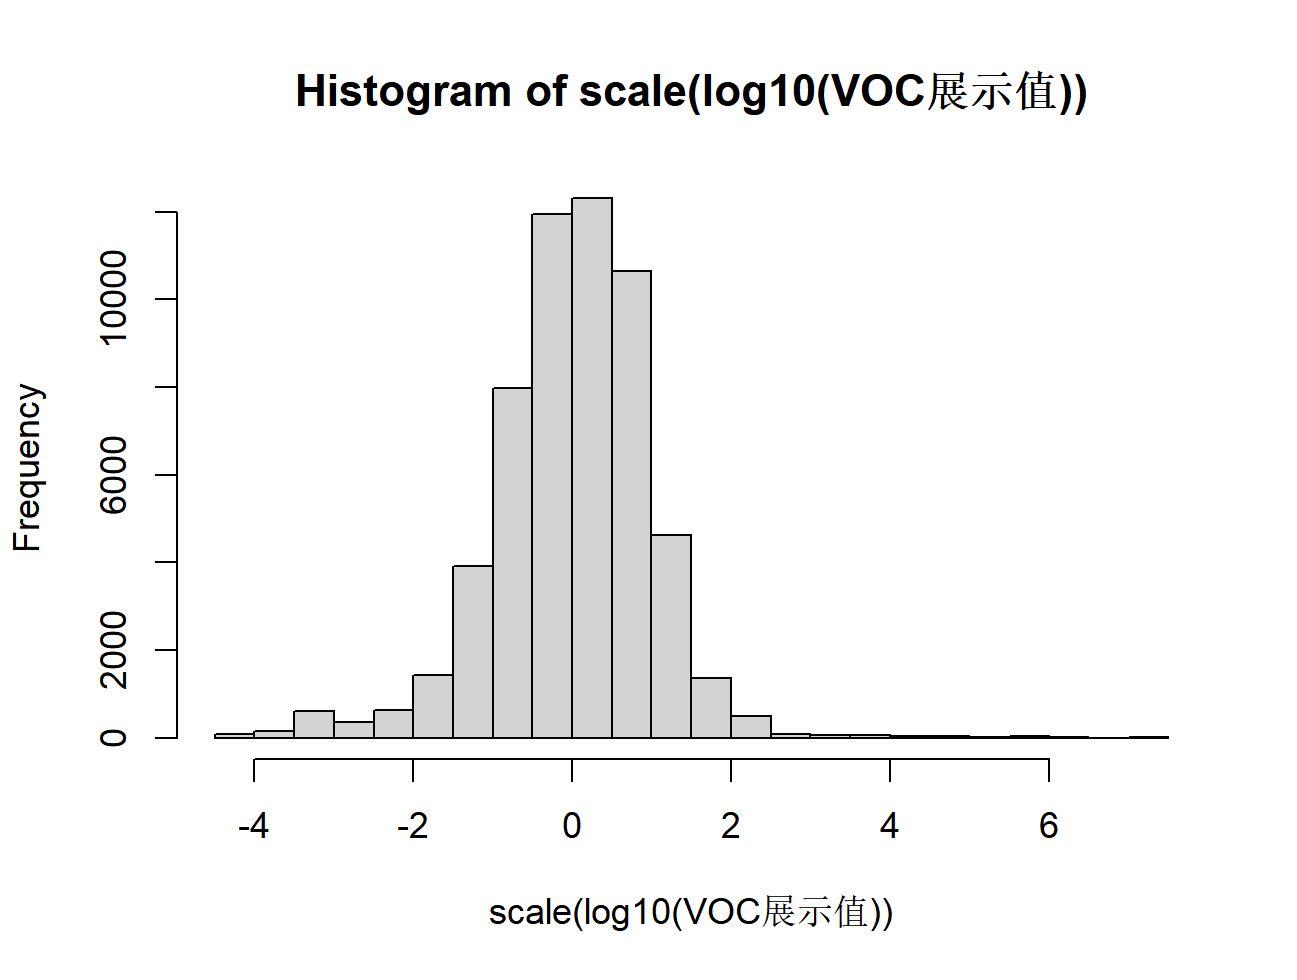 Histogram of scale(log10(VOC展示值))
Frequency
10000
6000
2000
0
-4 -2 0 2 4 6
scale(log10(VOC展示值))